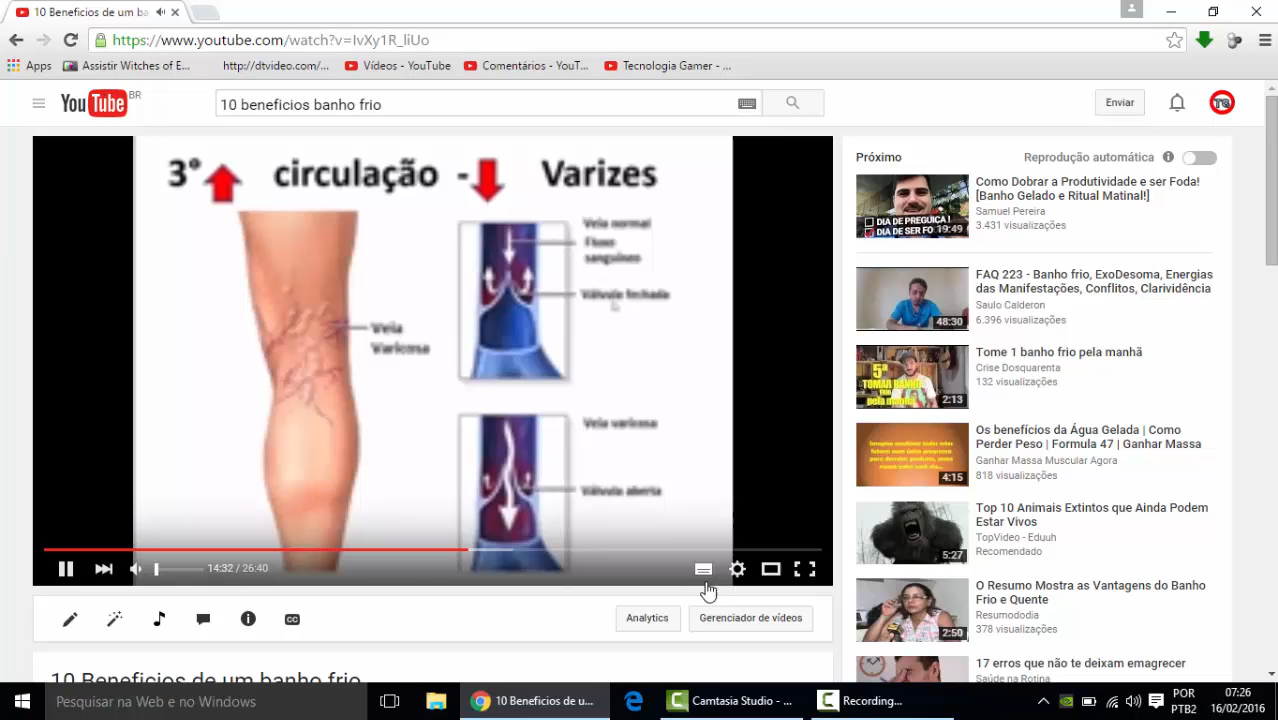 10 Beneficios de um ba
https://www.youtube.com/watch?v=IvXy1R_liUo
Apps
Assistir Witches of E...
http://dtvideo.com/...
Vídeos - YouTube
Comentários - YouT...
Tecnologia Gamer - ...
YouTube BR
10 beneficios banho frio
Enviar
TG
3° circulação - Varizes
Veia normal
Fluxo
sanguíneo
Válvula fechada
Veia
Varicosa
Veia varicosa
Válvula aberta
14:32 / 26:40
CC
Analytics
Gerenciador de vídeos
10 Beneficios de um banho frio
Próximo
Reprodução automática
DIA DE PREGUIÇA !
DIA DE SER FO
19:49
Como Dobrar a Produtividade e ser Foda!
[Banho Gelado e Ritual Matinal!]
Samuel Pereira
3.431 visualizações
48:30
FAQ 223 - Banho frio, ExoDesoma, Energias
das Manifestações, Conflitos, Clarividência
Saulo Calderon
6.396 visualizações
5ª
TOMAR BANHO
FRIO
pela manhã
2:13
Tome 1 banho frio pela manhã
Crise Dosquarenta
132 visualizações
4:15
Os benefícios da Água Gelada | Como
Perder Peso | Formula 47 | Ganhar Massa
Ganhar Massa Muscular Agora
818 visualizações
5:27
Top 10 Animais Extintos que Ainda Podem
Estar Vivos
TopVideo - Eduuh
Recomendado
2:50
O Resumo Mostra as Vantagens do Banho
Frio e Quente
Resumododia
378 visualizações
17 erros que não te deixam emagrecer
Saúde na Rotina
Pesquisar na Web e no Windows
10 Beneficios de u...
Camtasia Studio - ...
Recording...
POR
PTB2
07:26
16/02/2016